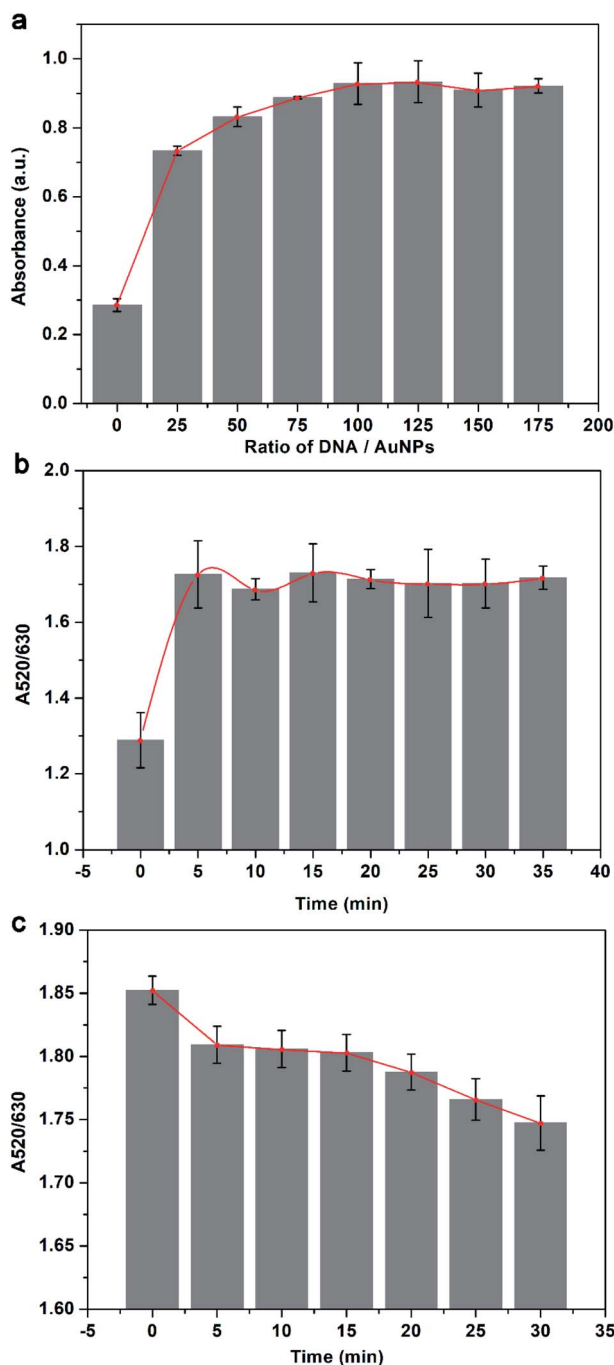 a
1.0
0.8
0.6
0.4
0.2
0.0
Absorbance (a.u.)
0 25 50 75 100 125 150 175 200
Ratio of DNA / AuNPs
b
2.0
1.8
1.6
1.4
1.2
1.0
A520/630
-5 0 5 10 15 20 25 30 35 40
Time (min)
c
1.90
1.85
1.80
1.75
1.70
1.65
1.60
A520/630
-5 0 5 10 15 20 25 30 35
Time (min)